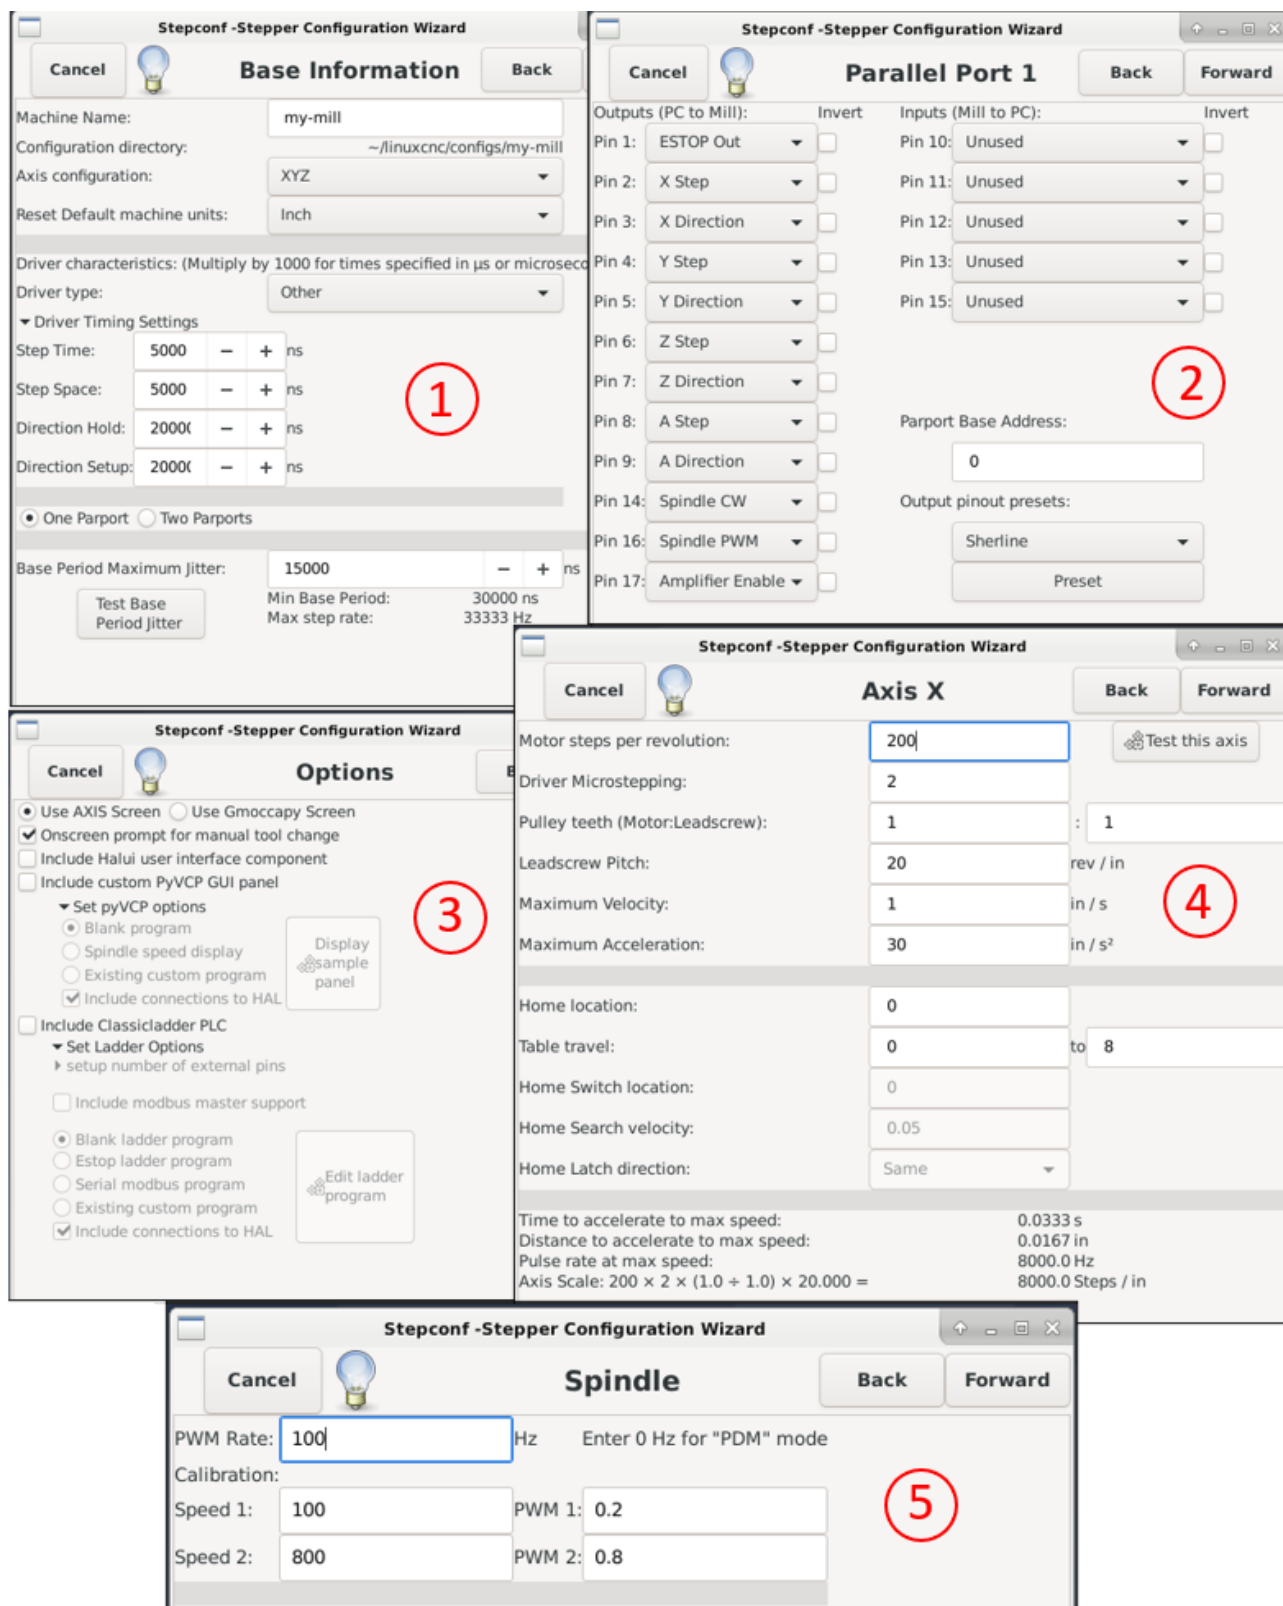 Stepconf -Stepper Configuration Wizard
Cancel Base Information Back
Machine Name: my-mill
Configuration directory: ~/linuxcnc/configs/my-mill
Axis configuration: XYZ
Reset Default machine units: Inch
Driver characteristics: (Multiply by 1000 for times specified in µs or microsecc
Driver type: Other
Driver Timing Settings
Step Time: 5000 − + ns
Step Space: 5000 − + ns
Direction Hold: 2000( − + ns
Direction Setup: 2000( − + ns
One Parport Two Parports
Base Period Maximum Jitter: 15000 − + ns
Test Base
Period Jitter
Min Base Period: 30000 ns
Max step rate: 33333 Hz
1
Stepconf -Stepper Configuration Wizard
Cancel Parallel Port 1 Back Forward
Outputs (PC to Mill): Invert Inputs (Mill to PC): Invert
Pin 1: ESTOP Out Pin 10: Unused
Pin 2: X Step Pin 11: Unused
Pin 3: X Direction Pin 12: Unused
Pin 4: Y Step Pin 13: Unused
Pin 5: Y Direction Pin 15: Unused
Pin 6: Z Step
Pin 7: Z Direction
Pin 8: A Step Parport Base Address:
Pin 9: A Direction 0
Pin 14: Spindle CW Output pinout presets:
Pin 16: Spindle PWM Sherline
Pin 17: Amplifier Enable Preset
2
Stepconf -Stepper Configuration Wizard
Cancel Options B
Use AXIS Screen Use Gmoccapy Screen
Onscreen prompt for manual tool change
Include Halui user interface component
Include custom PyVCP GUI panel
Set pyVCP options
Blank program
Spindle speed display
Existing custom program
Include connections to HAL
Display
sample
panel
Include Classicladder PLC
Set Ladder Options
setup number of external pins
Include modbus master support
Blank ladder program
Estop ladder program
Serial modbus program
Existing custom program
Include connections to HAL
Edit ladder
program
3
Stepconf -Stepper Configuration Wizard
Cancel Axis X Back Forward
Motor steps per revolution: 200 Test this axis
Driver Microstepping: 2
Pulley teeth (Motor:Leadscrew): 1 : 1
Leadscrew Pitch: 20 rev / in
Maximum Velocity: 1 in / s
Maximum Acceleration: 30 in / s²
Home location: 0
Table travel: 0 to 8
Home Switch location: 0
Home Search velocity: 0.05
Home Latch direction: Same
Time to accelerate to max speed: 0.0333 s
Distance to accelerate to max speed: 0.0167 in
Pulse rate at max speed: 8000.0 Hz
Axis Scale: 200 × 2 × (1.0 ÷ 1.0) × 20.000 = 8000.0 Steps / in
4
Stepconf -Stepper Configuration Wizard
Cancel Spindle Back Forward
PWM Rate: 100 Hz Enter 0 Hz for "PDM" mode
Calibration:
Speed 1: 100 PWM 1: 0.2
Speed 2: 800 PWM 2: 0.8
5